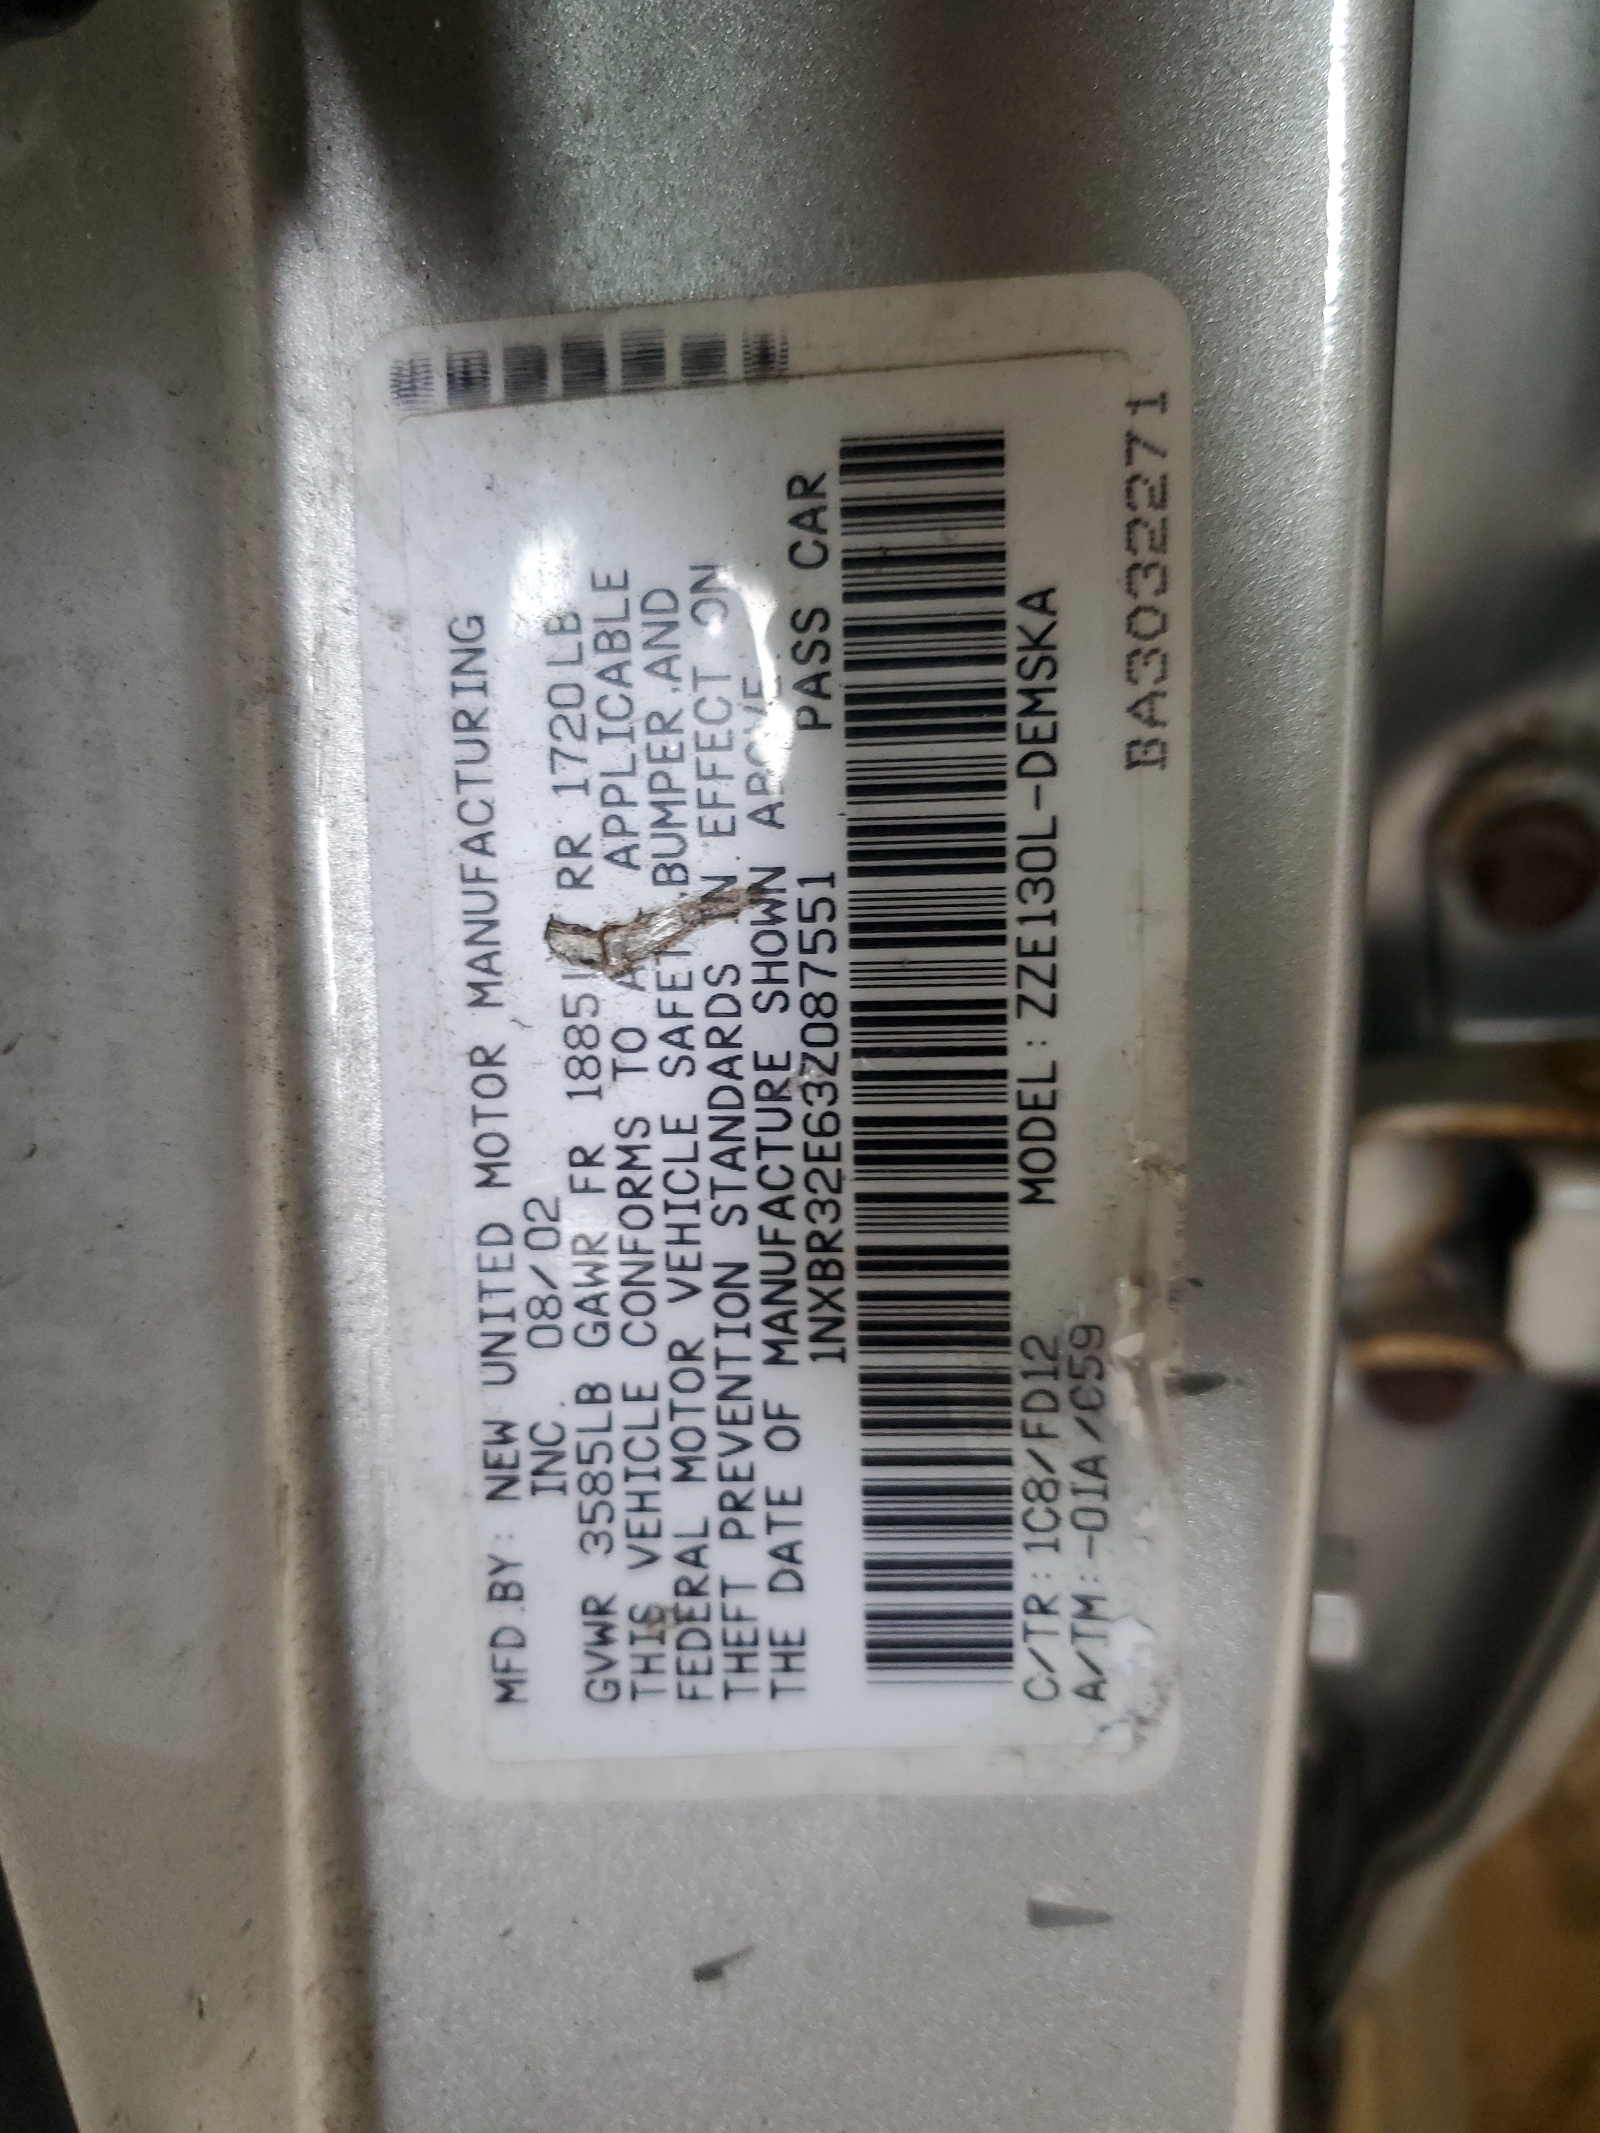 MFD.BY: NEW UNITED MOTOR MANUFACTURING
INC. 08/02
GVWR 3585LB GAWR FR 1885 RR 1720LB
THIS VEHICLE CONFORMS TO APPLICABLE
FEDERAL MOTOR VEHICLE SAFETY,BUMPER,AND
THEFT PREVENTION STANDARDS IN EFFECT ON
THE DATE OF MANUFACTURE SHOWN ABOVE
1NXBR32E63Z087551 PASS CAR
C/TR:1C8/FD12 MODEL:ZZE130L-DEMSKA
A/TM:-01A/C59
BA3032271